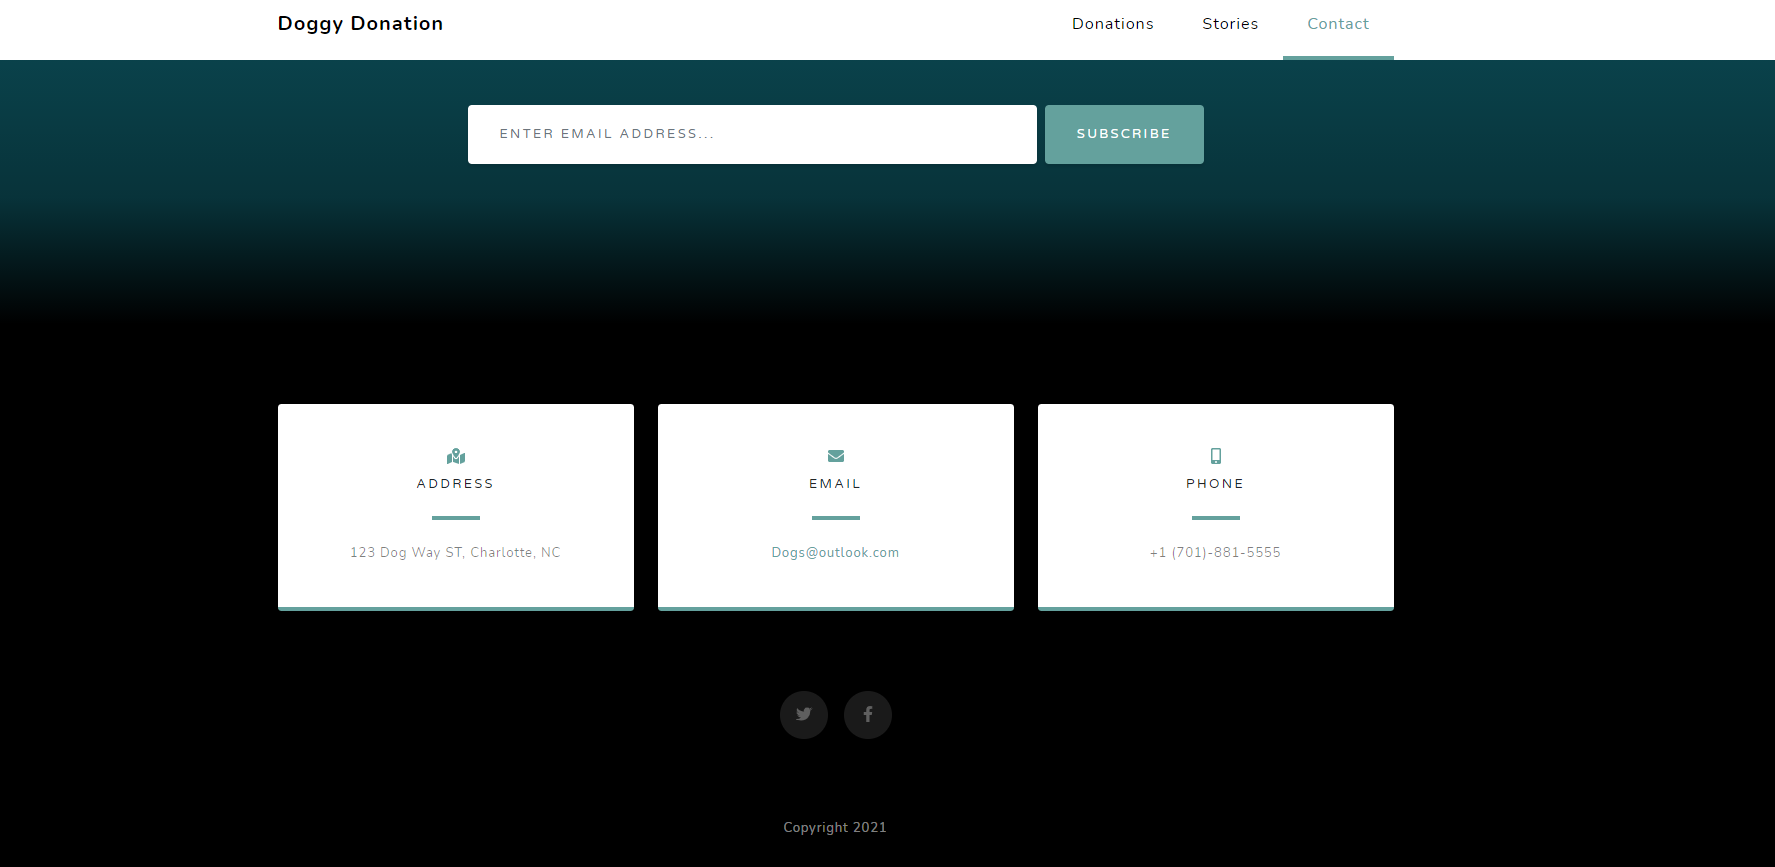 Doggy Donation
Donations Stories Contact
ENTER EMAIL ADDRESS...
SUBSCRIBE
ADDRESS
123 Dog Way ST, Charlotte, NC
EMAIL
Dogs@outlook.com
PHONE
+1 (701)-881-5555
Copyright 2021